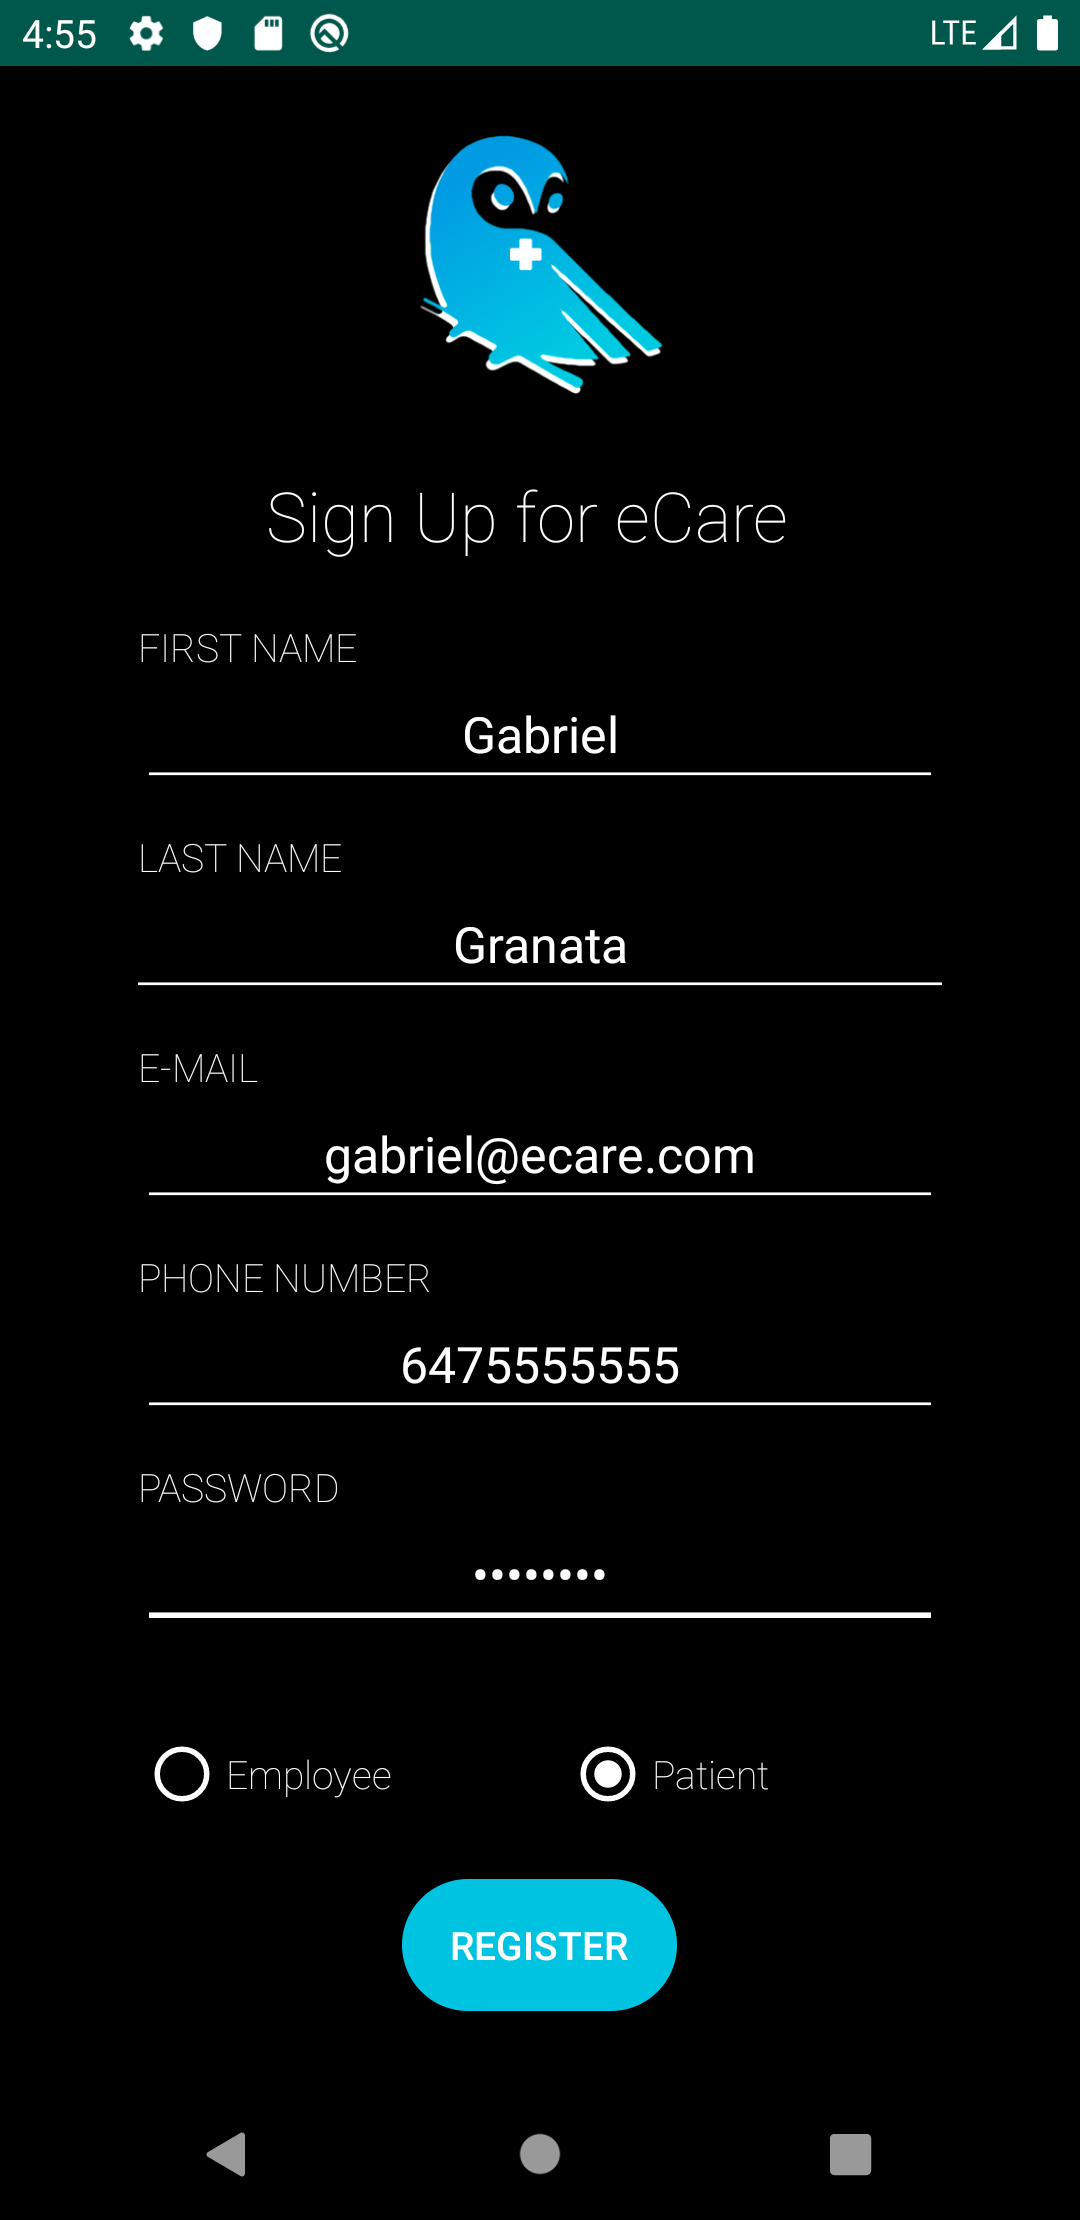 4:55 LTE
Sign Up for eCare
FIRST NAME
Gabriel
LAST NAME
Granata
E-MAIL
gabriel@ecare.com
PHONE NUMBER
6475555555
PASSWORD
••••••••
Employee Patient
REGISTER